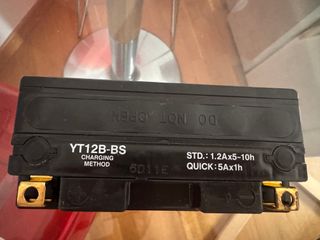 DO NOT OPEN
YT12B-BS
CHARGING
METHOD
STD.: 1.2Ax5-10h
QUICK: 5Ax1h